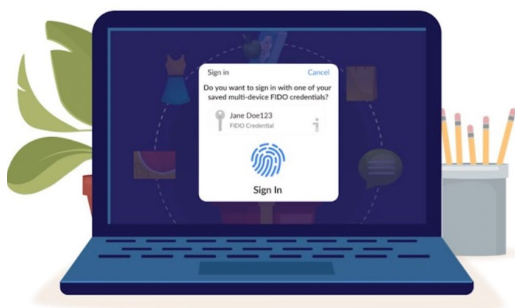 Sign in
Cancel
Do you want to sign in with one of your
saved multi-device FIDO credentials?
Jane Doe123
FIDO Credential
Sign In